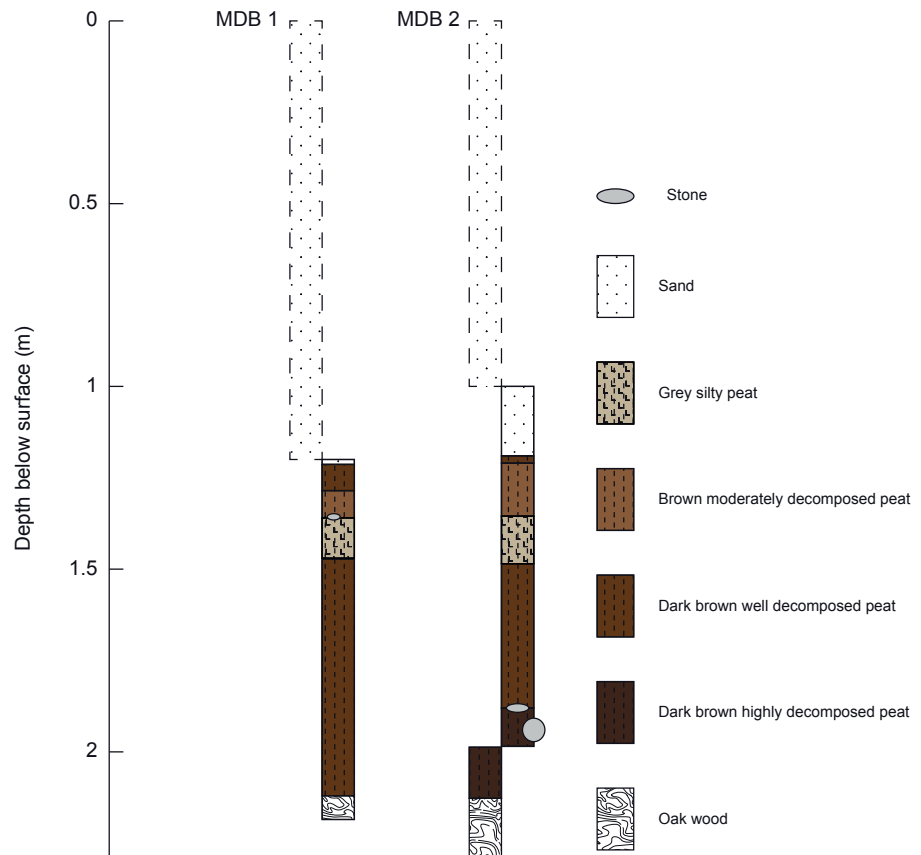 MDB 1
MDB 2
0
0.5
1
1.5
2
Depth below surface (m)
Stone
Sand
Grey silty peat
Brown moderately decomposed peat
Dark brown well decomposed peat
Dark brown highly decomposed peat
Oak wood